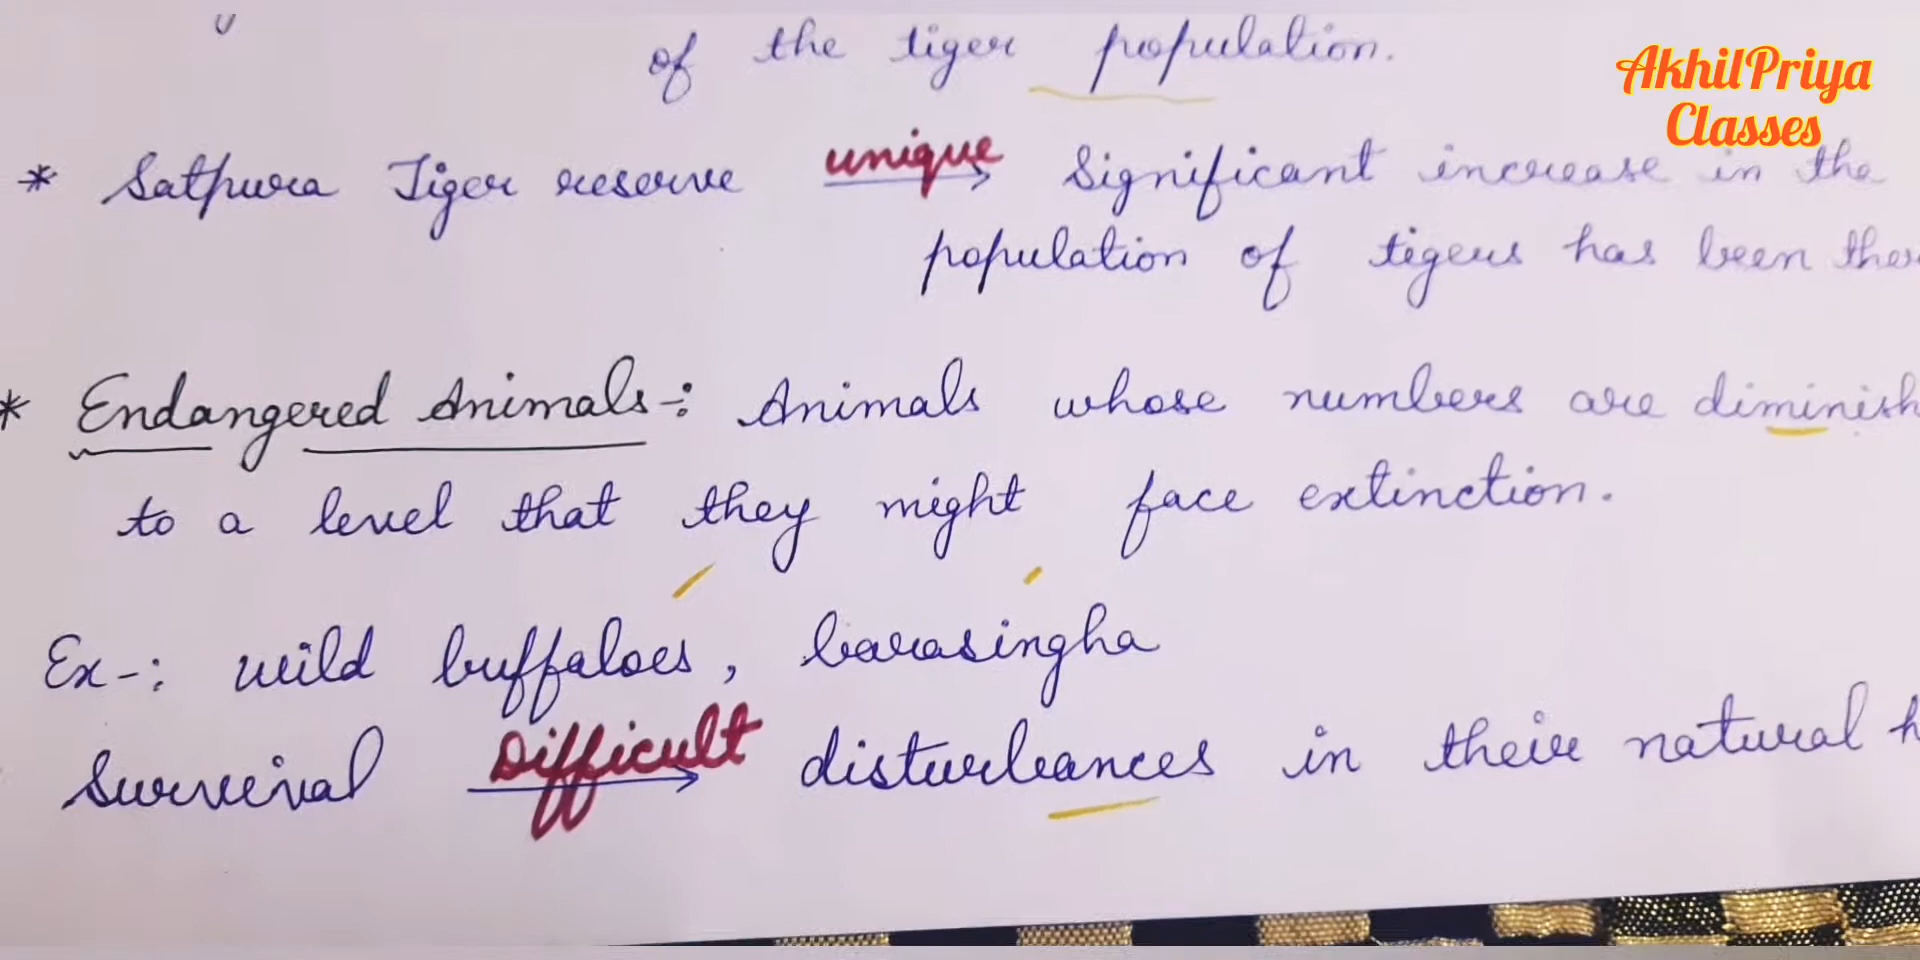 of the tiger population.
AkhilPriya
Classes
* Satpura Tiger reserve unique → Significant increase in the
population of tigers has been
* Endangered Animals -: Animals whose numbers are diminish
to a level that they might face extinction.
Ex -: wild buffaloes, barasingha
Survival Difficult → disturbances in their natural